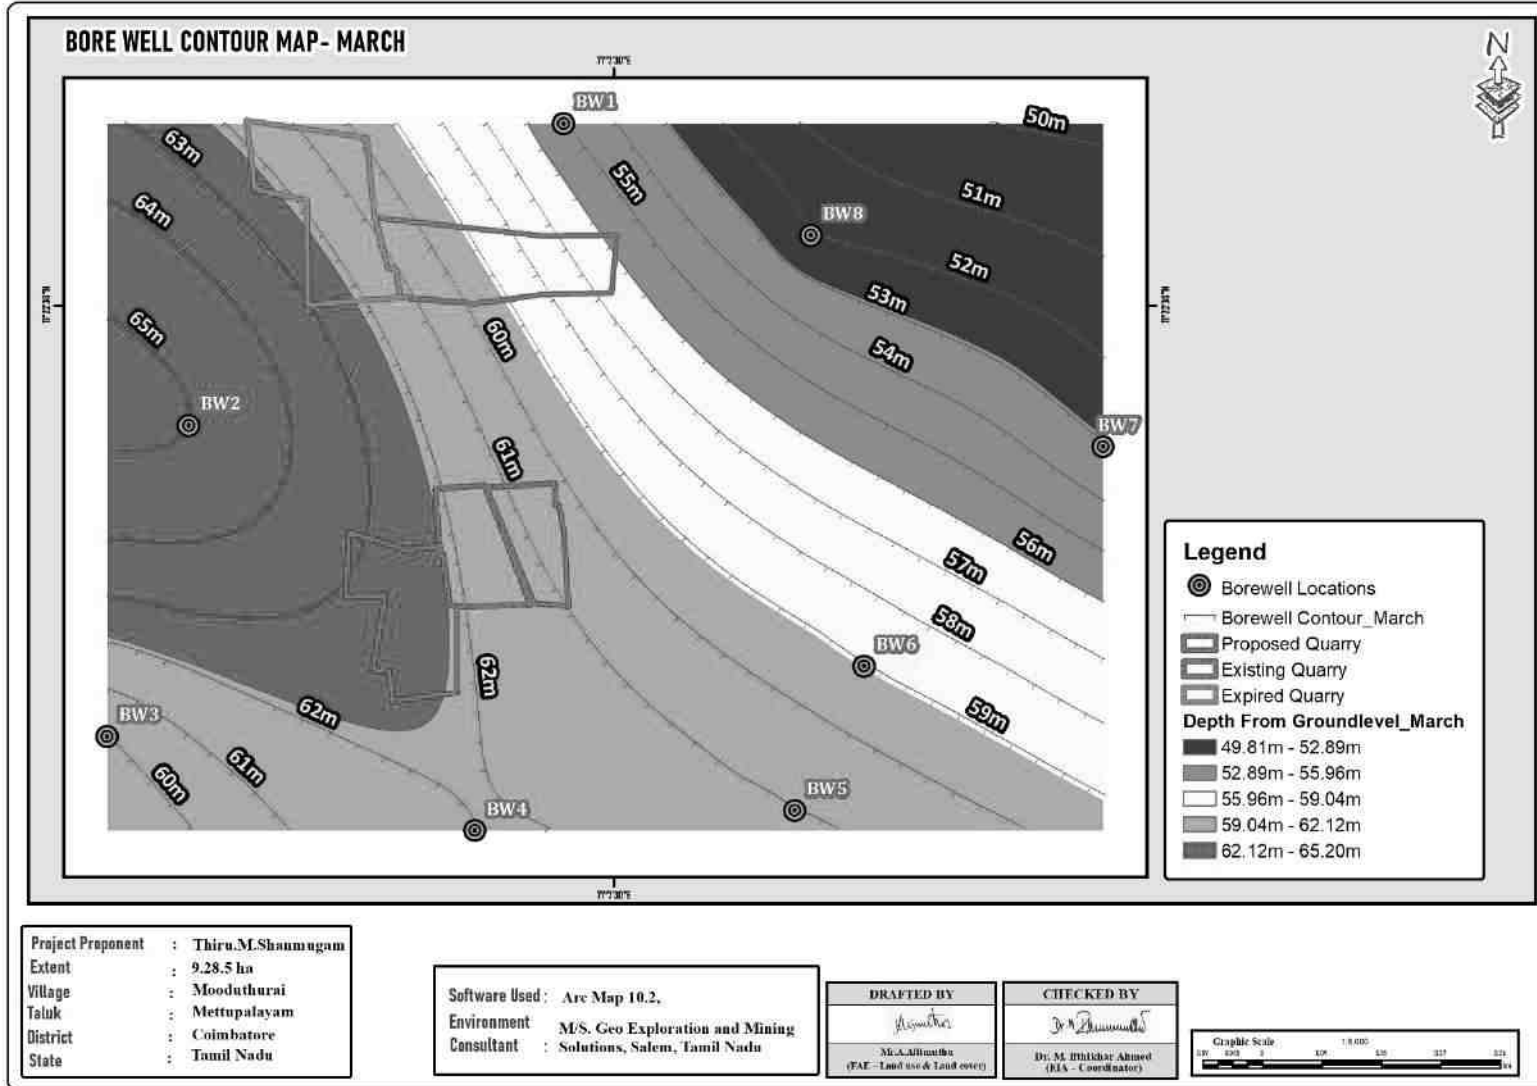 BORE WELL CONTOUR MAP- MARCH
N
BW1
50m
63m
55m
51m
64m
BW8
52m
53m
65m
60m
54m
BW2
BW7
61m
56m
57m
58m
BW6
62m
59m
62m
BW3
61m
60m
BW5
BW4
Legend
Borewell Locations
Borewell Contour_March
Proposed Quarry
Existing Quarry
Expired Quarry
Depth From Groundlevel_March
49.81m - 52.89m
52.89m - 55.96m
55.96m - 59.04m
59.04m - 62.12m
62.12m - 65.20m
Project Proponent : Thiru.M.Shanmugam
Extent : 9.28.5 ha
Village : Mooduthurai
Taluk : Mettupalayam
District : Coimbatore
State : Tamil Nadu
Software Used : Arc Map 10.2,
Environment Consultant : M/S. Geo Exploration and Mining
Solutions, Salem, Tamil Nadu
DRAFTED BY
(FAE - Land use & Land cover)
CHECKED BY
Dr. M. Ifthikhar Ahmed
(EIA - Coordinator)
Graphic Scale